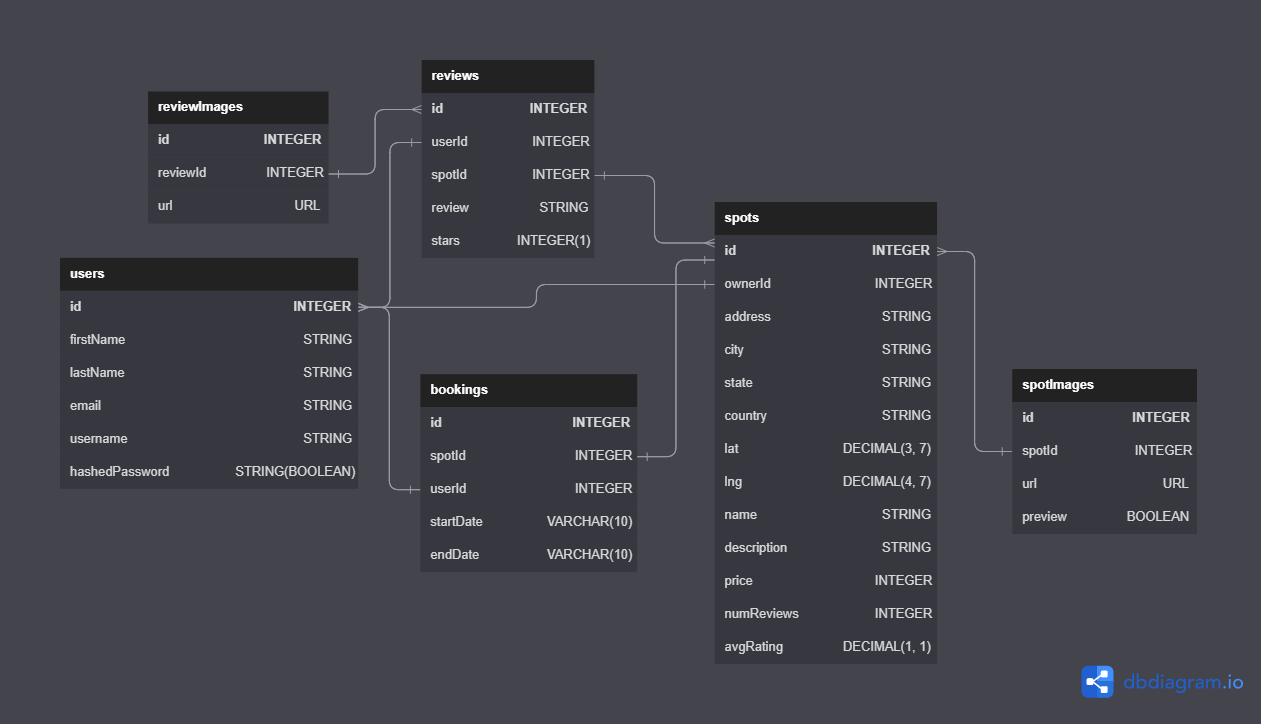 reviewImages
id INTEGER
reviewId INTEGER
url URL
reviews
id INTEGER
userId INTEGER
spotId INTEGER
review STRING
stars INTEGER(1)
users
id INTEGER
firstName STRING
lastName STRING
email STRING
username STRING
hashedPassword STRING(BOOLEAN)
bookings
id INTEGER
spotId INTEGER
userId INTEGER
startDate VARCHAR(10)
endDate VARCHAR(10)
spots
id INTEGER
ownerId INTEGER
address STRING
city STRING
state STRING
country STRING
lat DECIMAL(3, 7)
lng DECIMAL(4, 7)
name STRING
description STRING
price INTEGER
numReviews INTEGER
avgRating DECIMAL(1, 1)
spotImages
id INTEGER
spotId INTEGER
url URL
preview BOOLEAN
dbdiagram.io